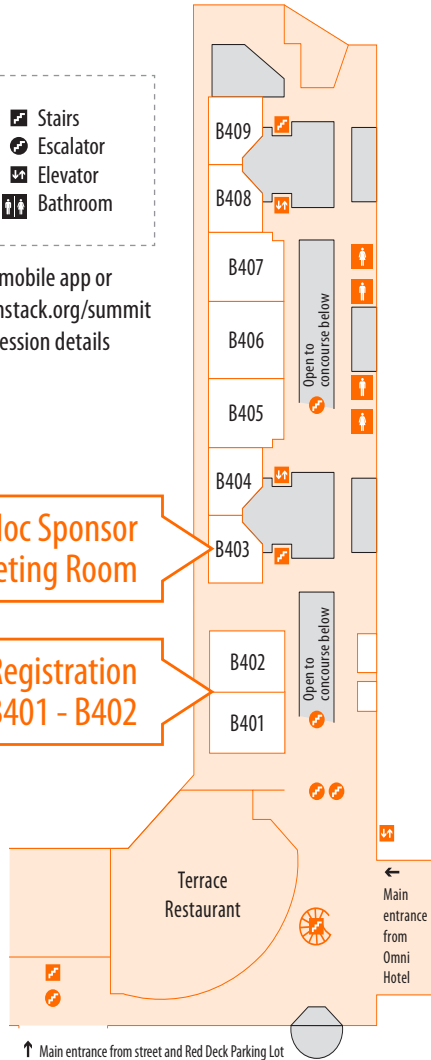 Stairs
Escalator
Elevator
Bathroom
mobile app or
nstack.org/summit
ession details
B409
B408
B407
B406
B405
B404
B403
B402
B401
Open to
concourse below
Open to
concourse below
loc Sponsor
eting Room
Registration
B401 - B402
Terrace
Restaurant
←
Main
entrance
from
Omni
Hotel
↑ Main entrance from street and Red Deck Parking Lot